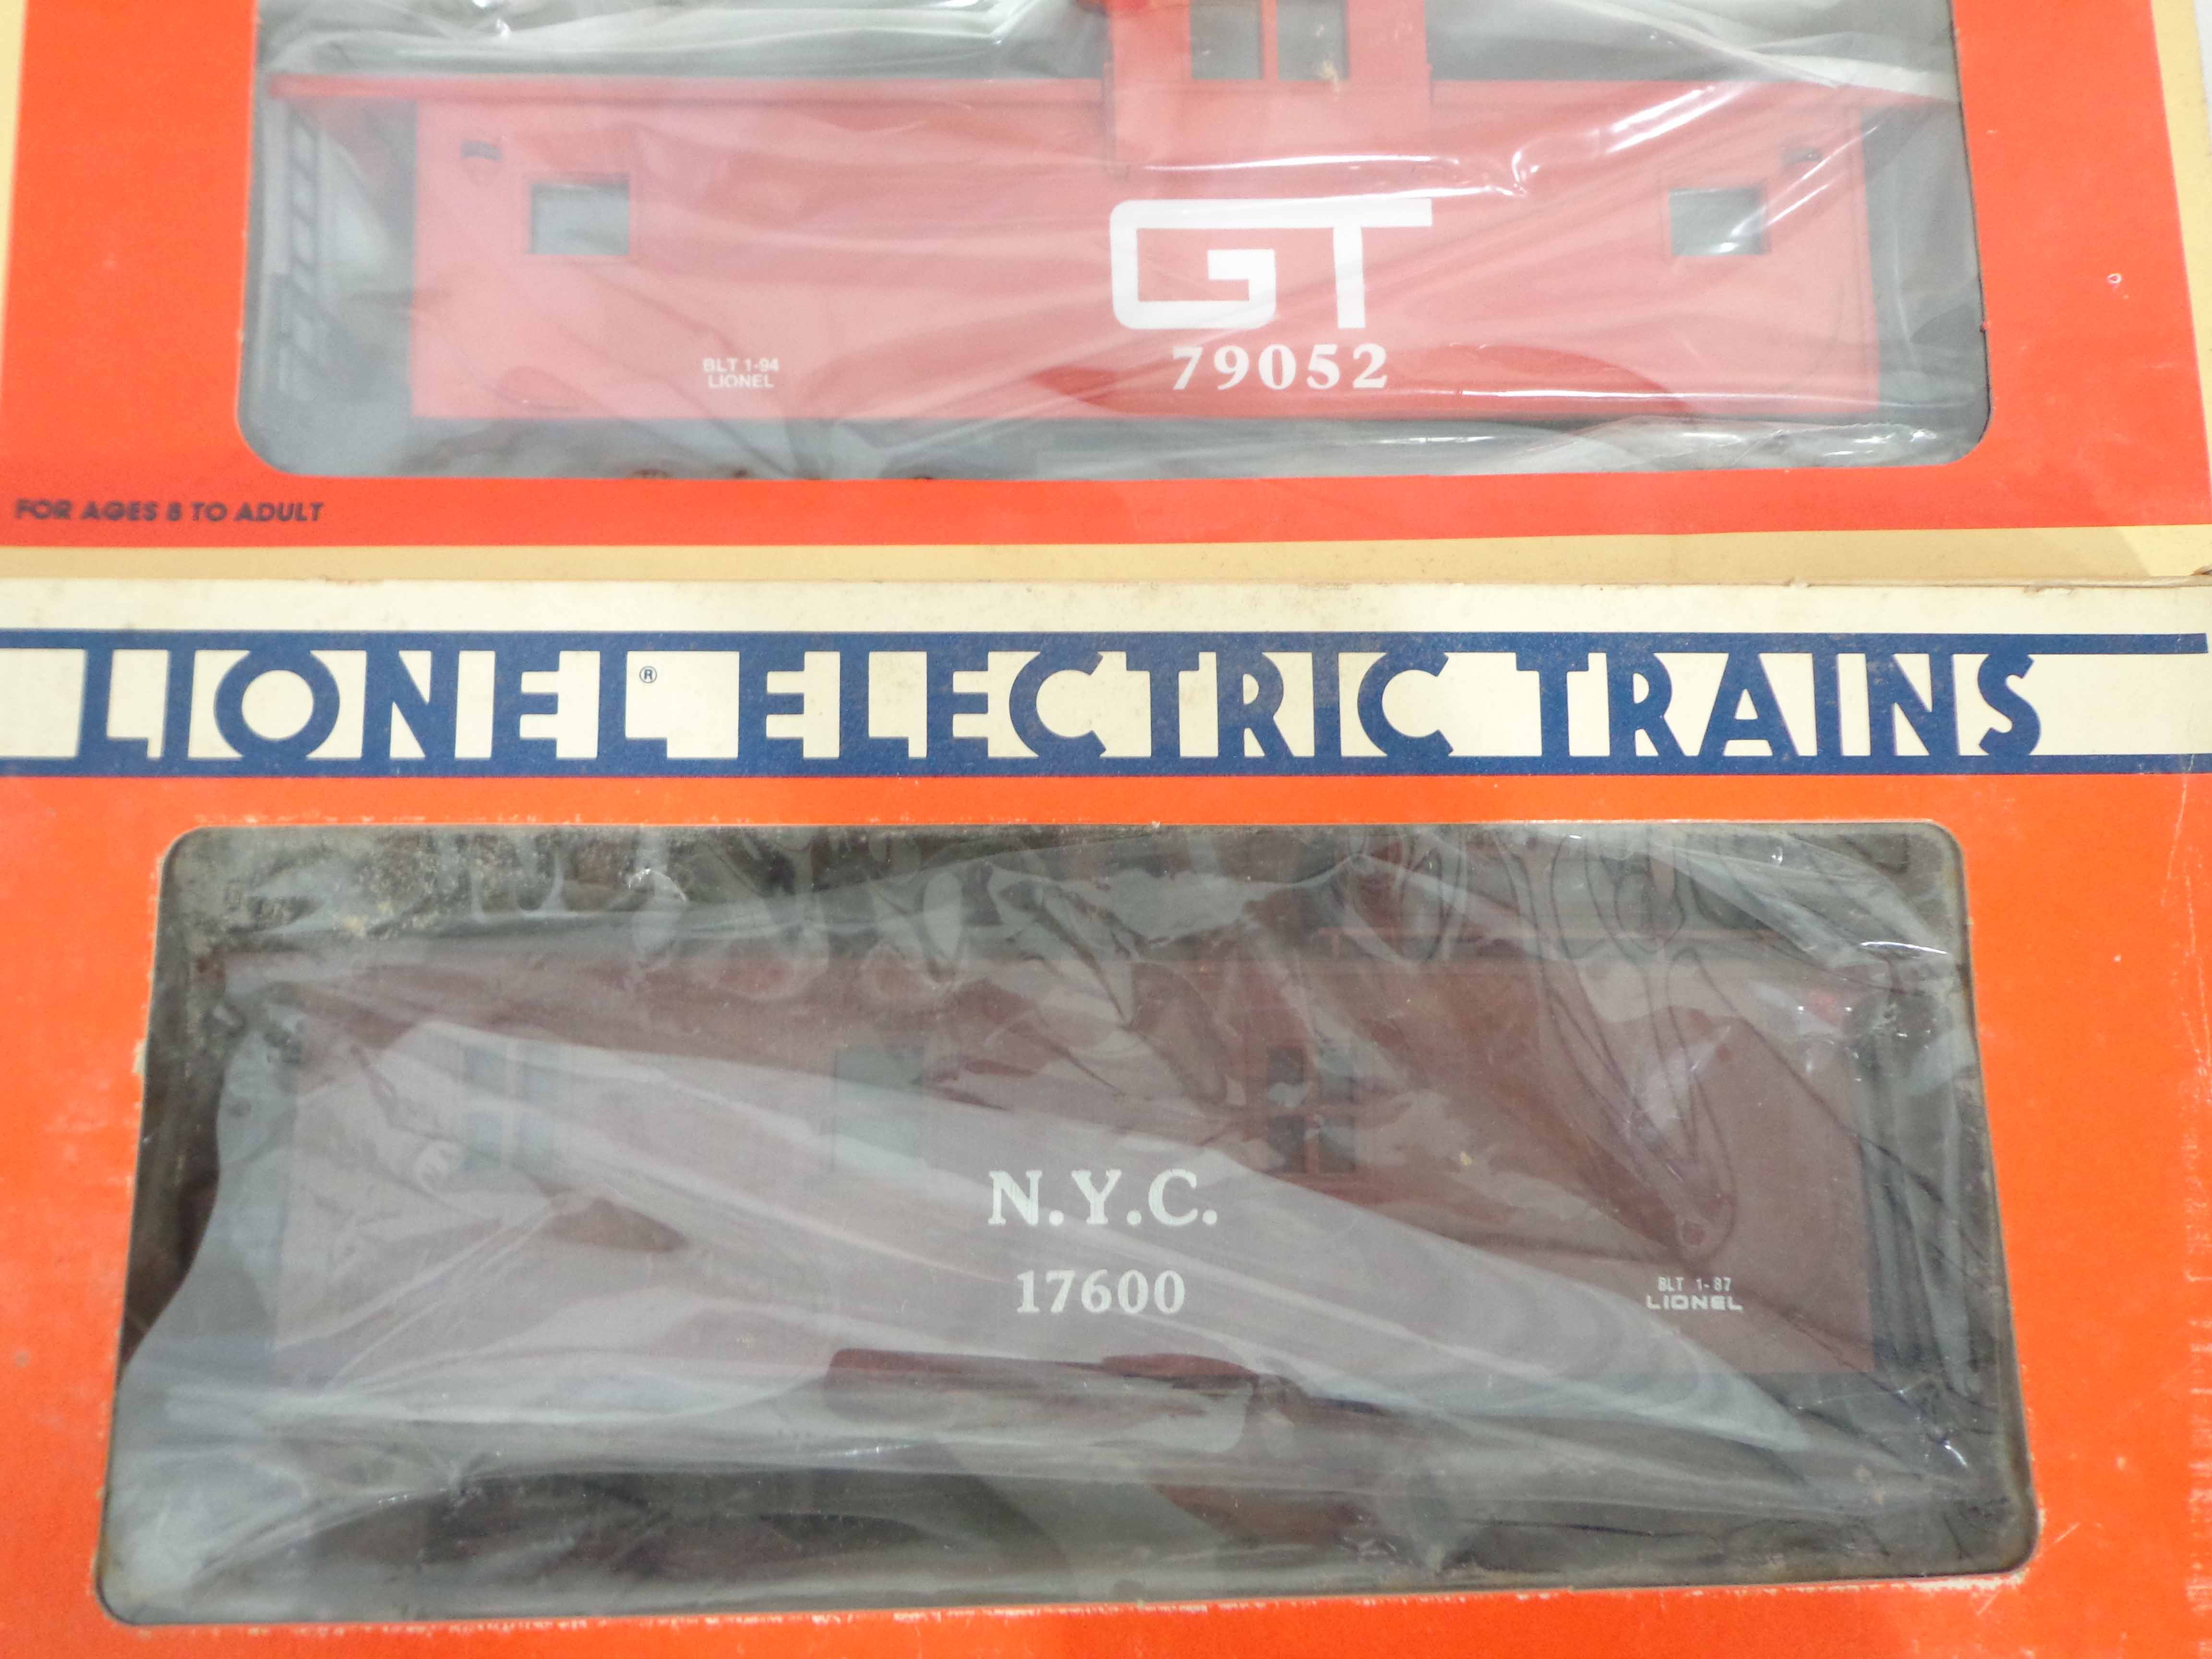 GT
79052
BLT 1-94
LIONEL
FOR AGES 8 TO ADULT
LIONEL® ELECTRIC TRAINS
N.Y.C.
17600
BLT 1-87
LIONEL